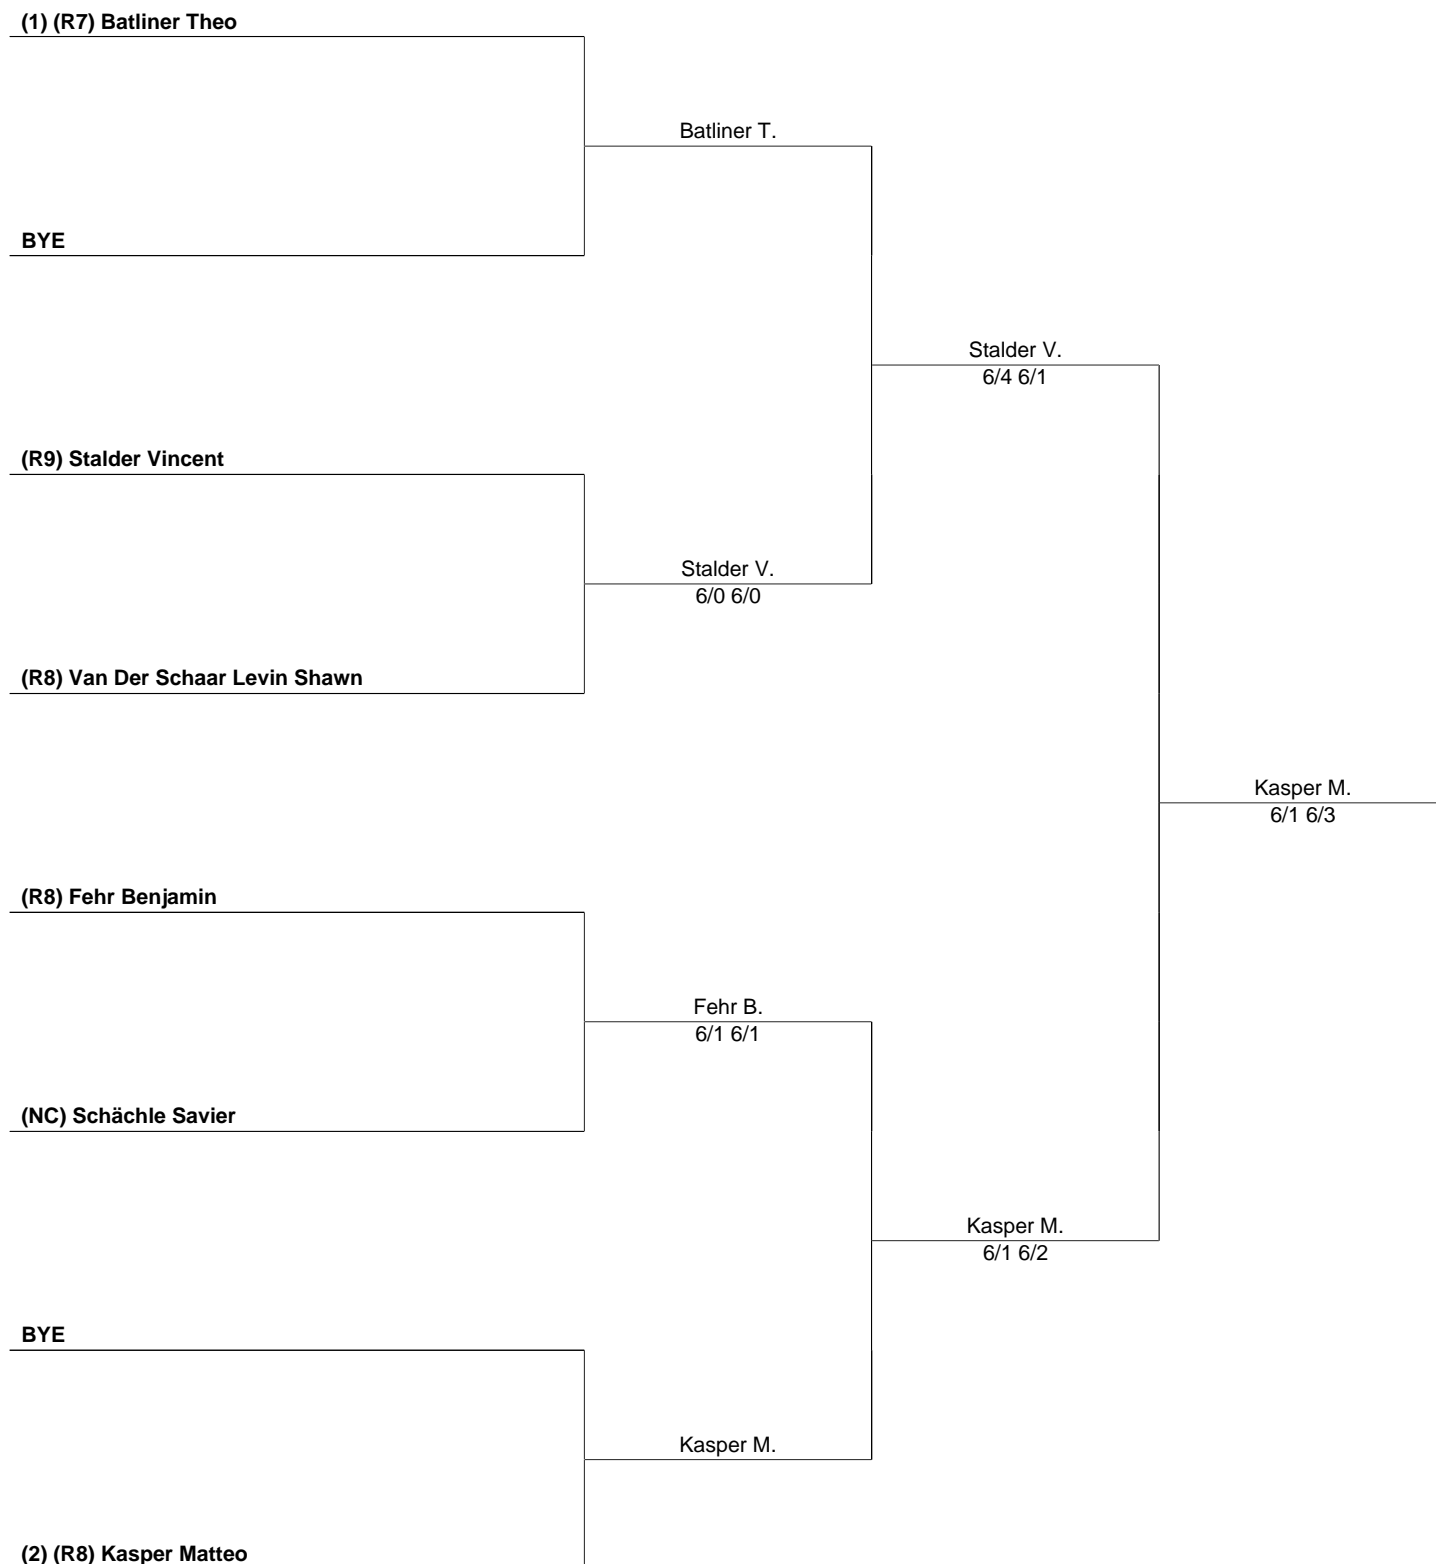 (1) (R7) Batliner Theo
Batliner T.
BYE
Stalder V.
6/4 6/1
(R9) Stalder Vincent
Stalder V.
6/0 6/0
(R8) Van Der Schaar Levin Shawn
Kasper M.
6/1 6/3
(R8) Fehr Benjamin
Fehr B.
6/1 6/1
(NC) Schächle Savier
Kasper M.
6/1 6/2
BYE
Kasper M.
(2) (R8) Kasper Matteo